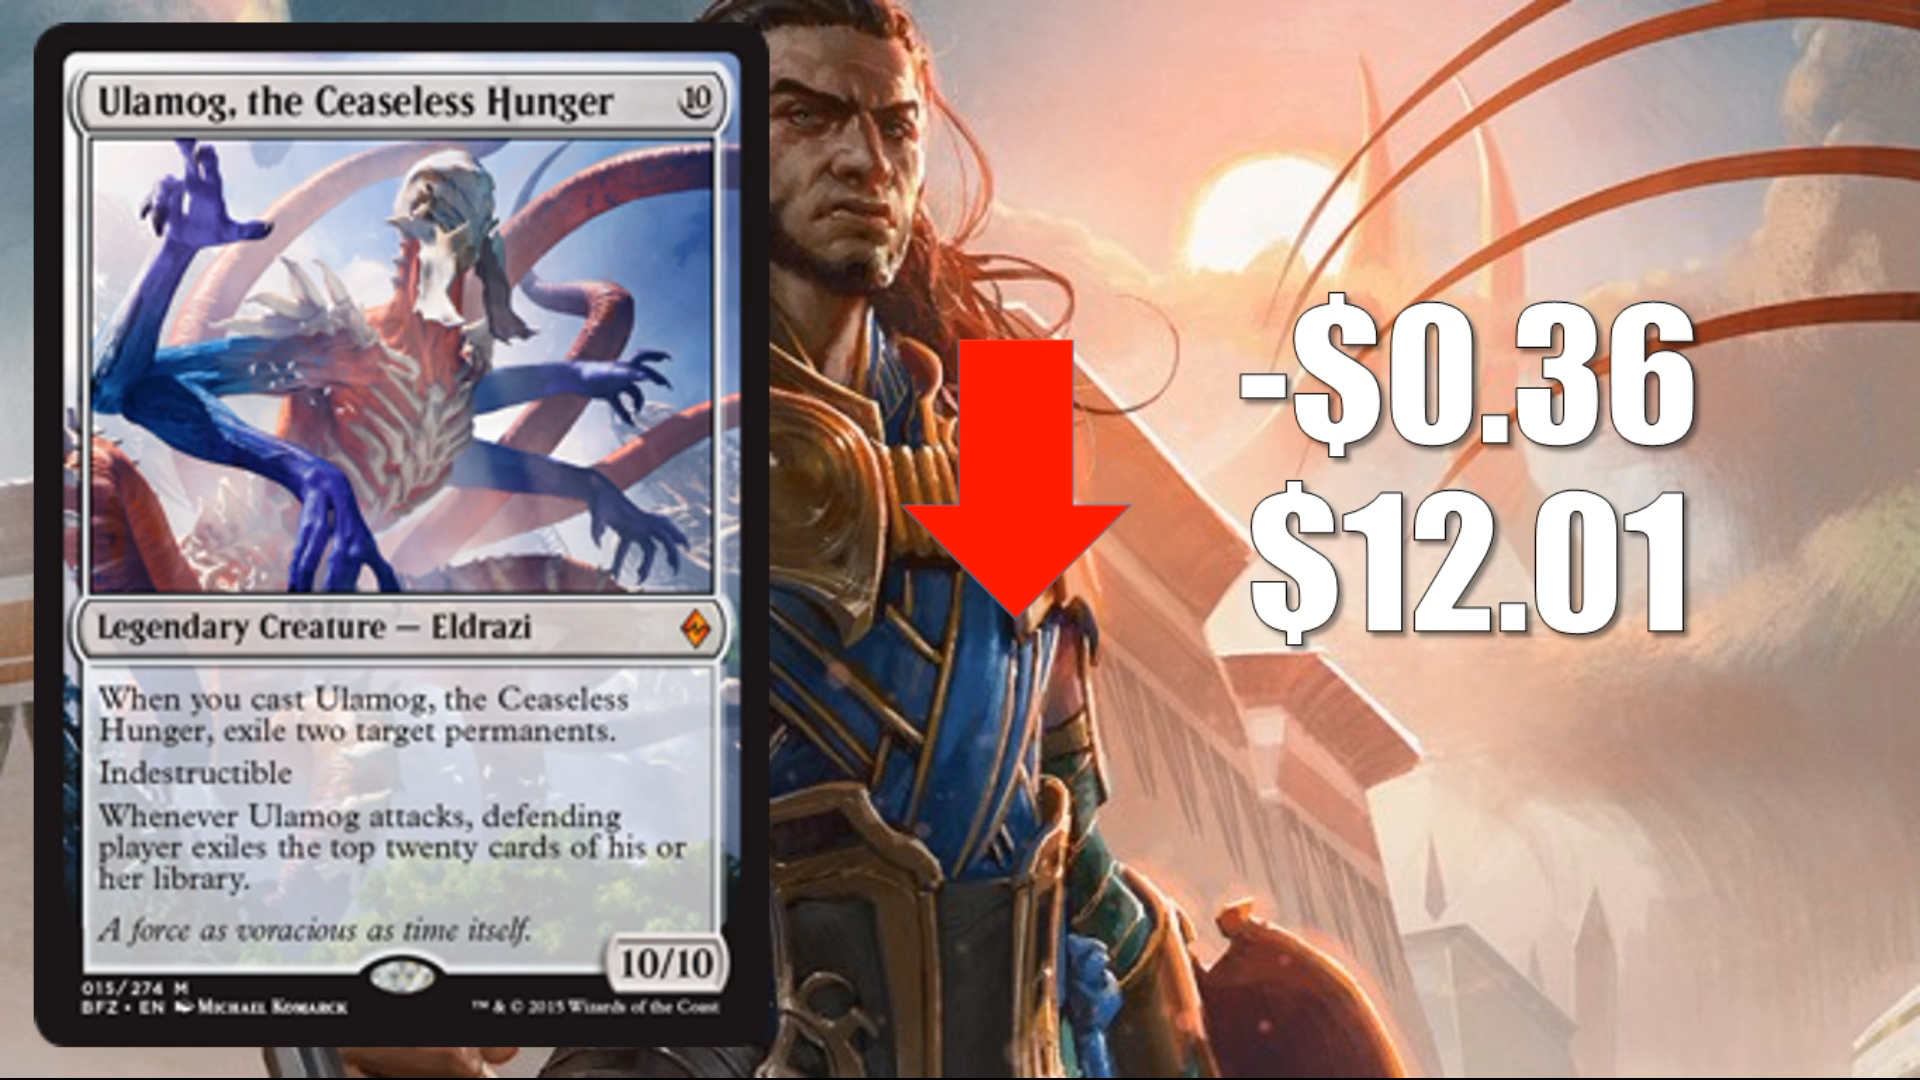 Ulamog, the Ceaseless Hunger 10
Legendary Creature — Eldrazi
When you cast Ulamog, the Ceaseless
Hunger, exile two target permanents.
Indestructible
Whenever Ulamog attacks, defending
player exiles the top twenty cards of his or
her library.
A force as voracious as time itself.
10/10
015/274 M
BFZ • EN Michael Komarck
™ & © 2015 Wizards of the Coast
-$0.36
$12.01